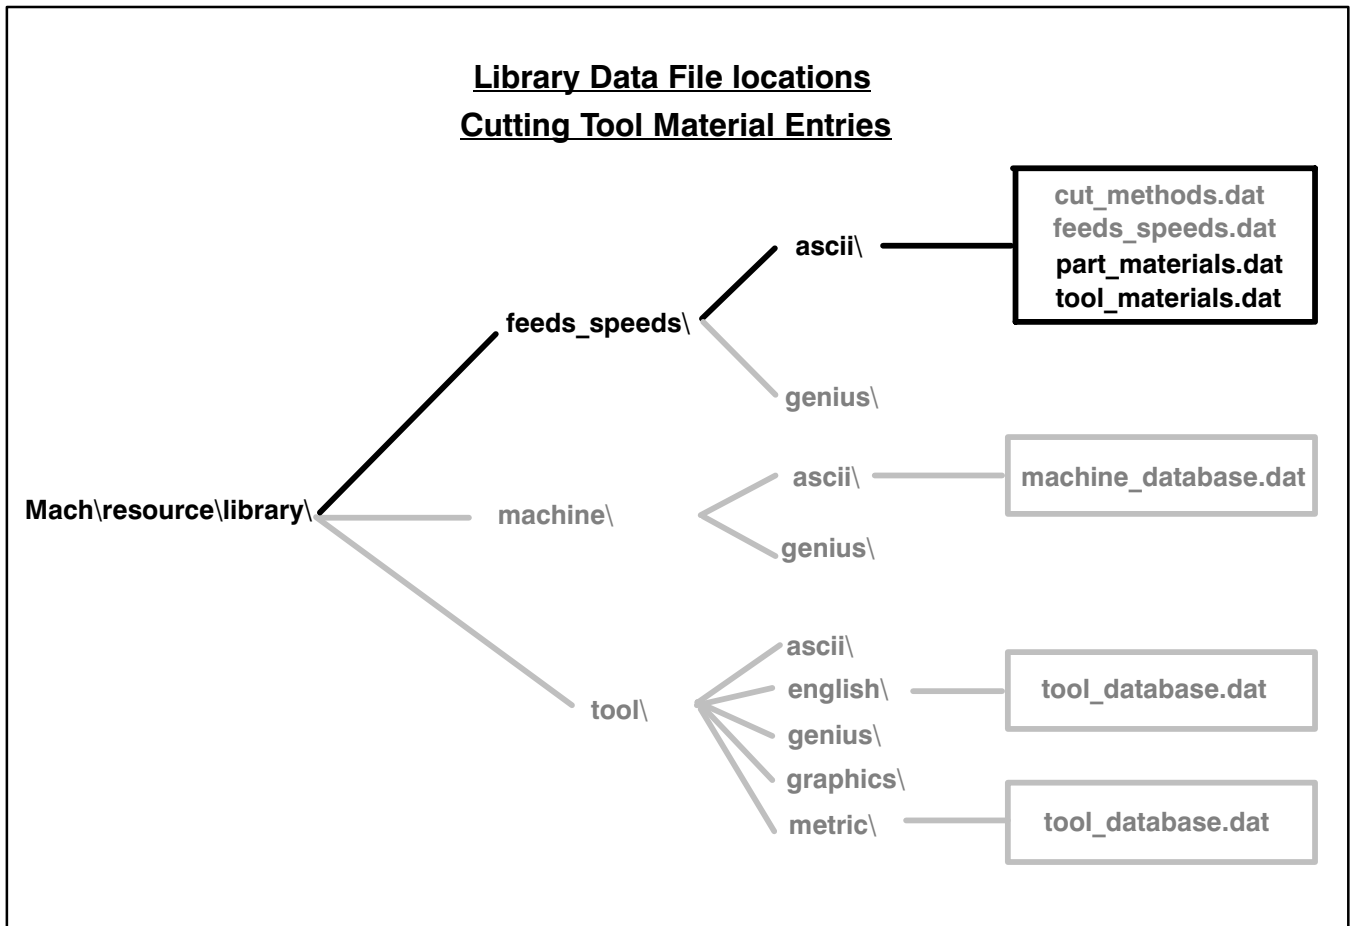 Library Data File locations
Cutting Tool Material Entries
cut_methods.dat
feeds_speeds.dat
part_materials.dat
tool_materials.dat
ascii\
feeds_speeds\
genius\
Mach\resource\library\
machine\
ascii\
machine_database.dat
genius\
tool\
ascii\
english\
tool_database.dat
genius\
graphics\
metric\
tool_database.dat